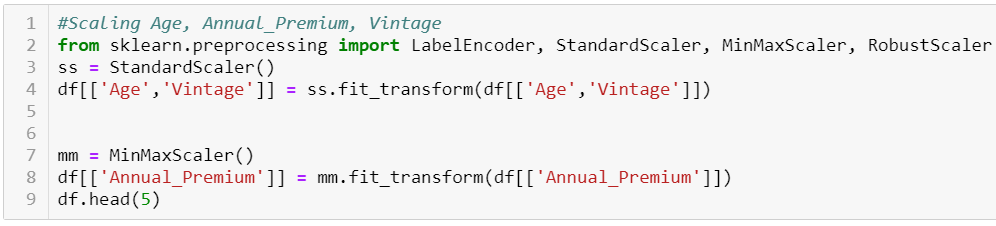 1 #Scaling Age, Annual_Premium, Vintage
2 from sklearn.preprocessing import LabelEncoder, StandardScaler, MinMaxScaler, RobustScaler
3 ss = StandardScaler()
4 df[['Age','Vintage']] = ss.fit_transform(df[['Age','Vintage']])
5
6
7 mm = MinMaxScaler()
8 df[['Annual_Premium']] = mm.fit_transform(df[['Annual_Premium']])
9 df.head(5)